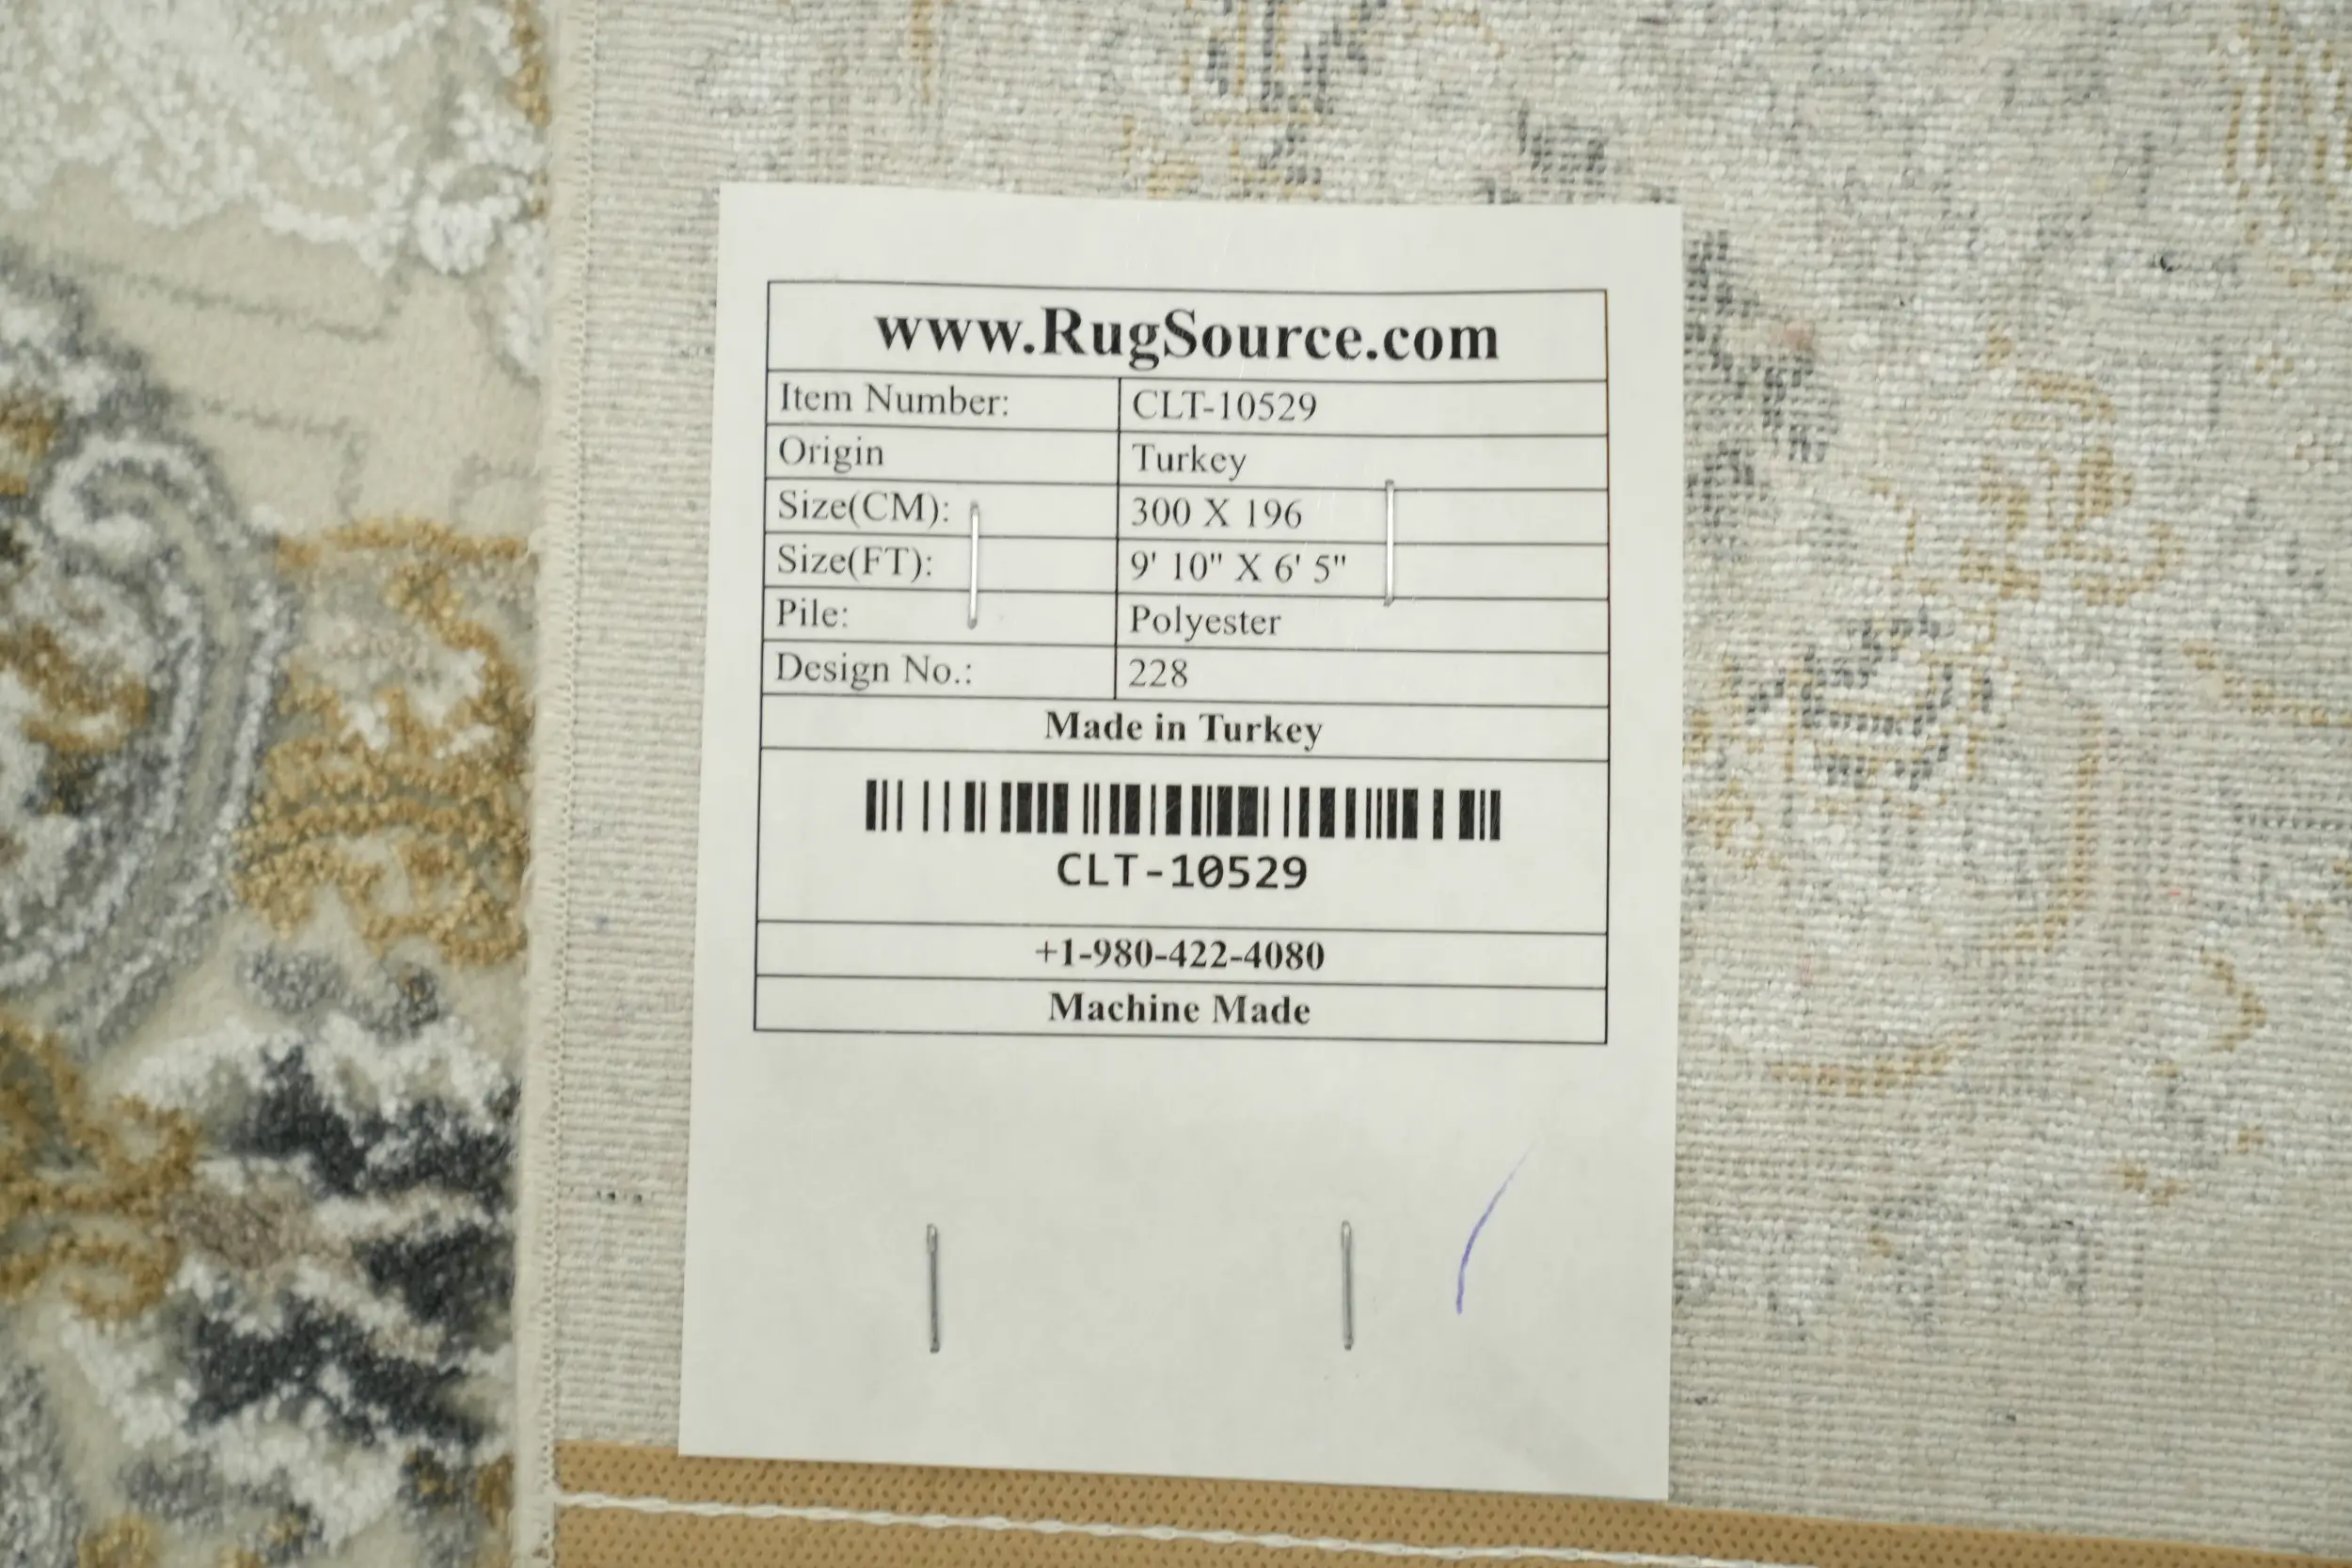 www.RugSource.com
Item Number: CLT-10529
Origin Turkey
Size(CM): 300 X 196
Size(FT): 9' 10" X 6' 5"
Pile: Polyester
Design No.: 228
Made in Turkey
CLT-10529
+1-980-422-4080
Machine Made